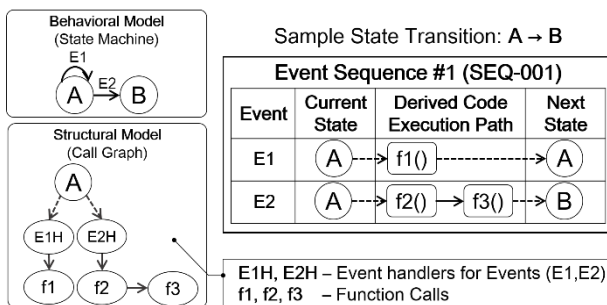 Behavioral Model
(State Machine)
E1
E2
A
B
Structural Model
(Call Graph)
A
E1H
E2H
f1
f2
f3
Sample State Transition: A → B
Event Sequence #1 (SEQ-001)
Event
Current State
Derived Code Execution Path
Next State
E1 A f1() A
E2 A f2() f3() B
E1H, E2H – Event handlers for Events (E1,E2)
f1, f2, f3 – Function Calls